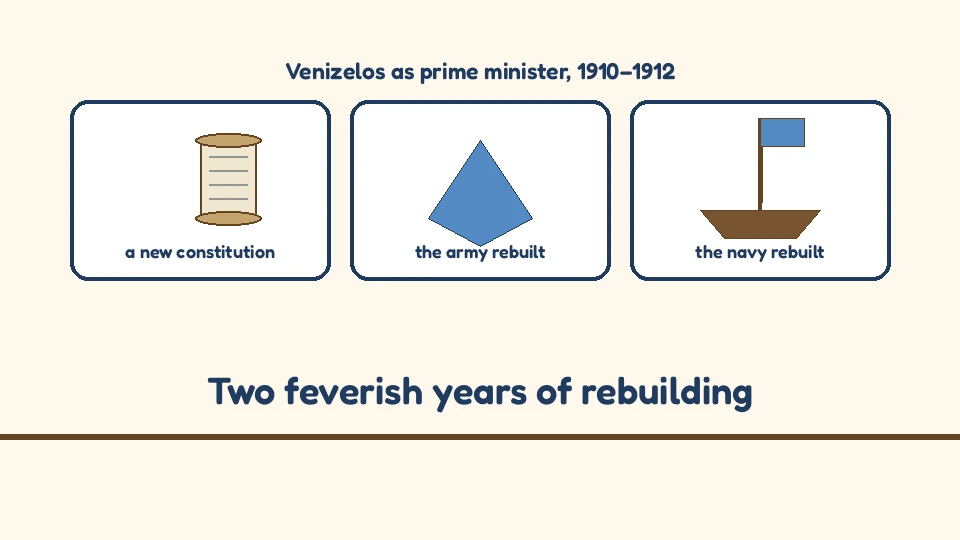 Venizelos as prime minister, 1910–1912
a new constitution
the army rebuilt
the navy rebuilt
Two feverish years of rebuilding